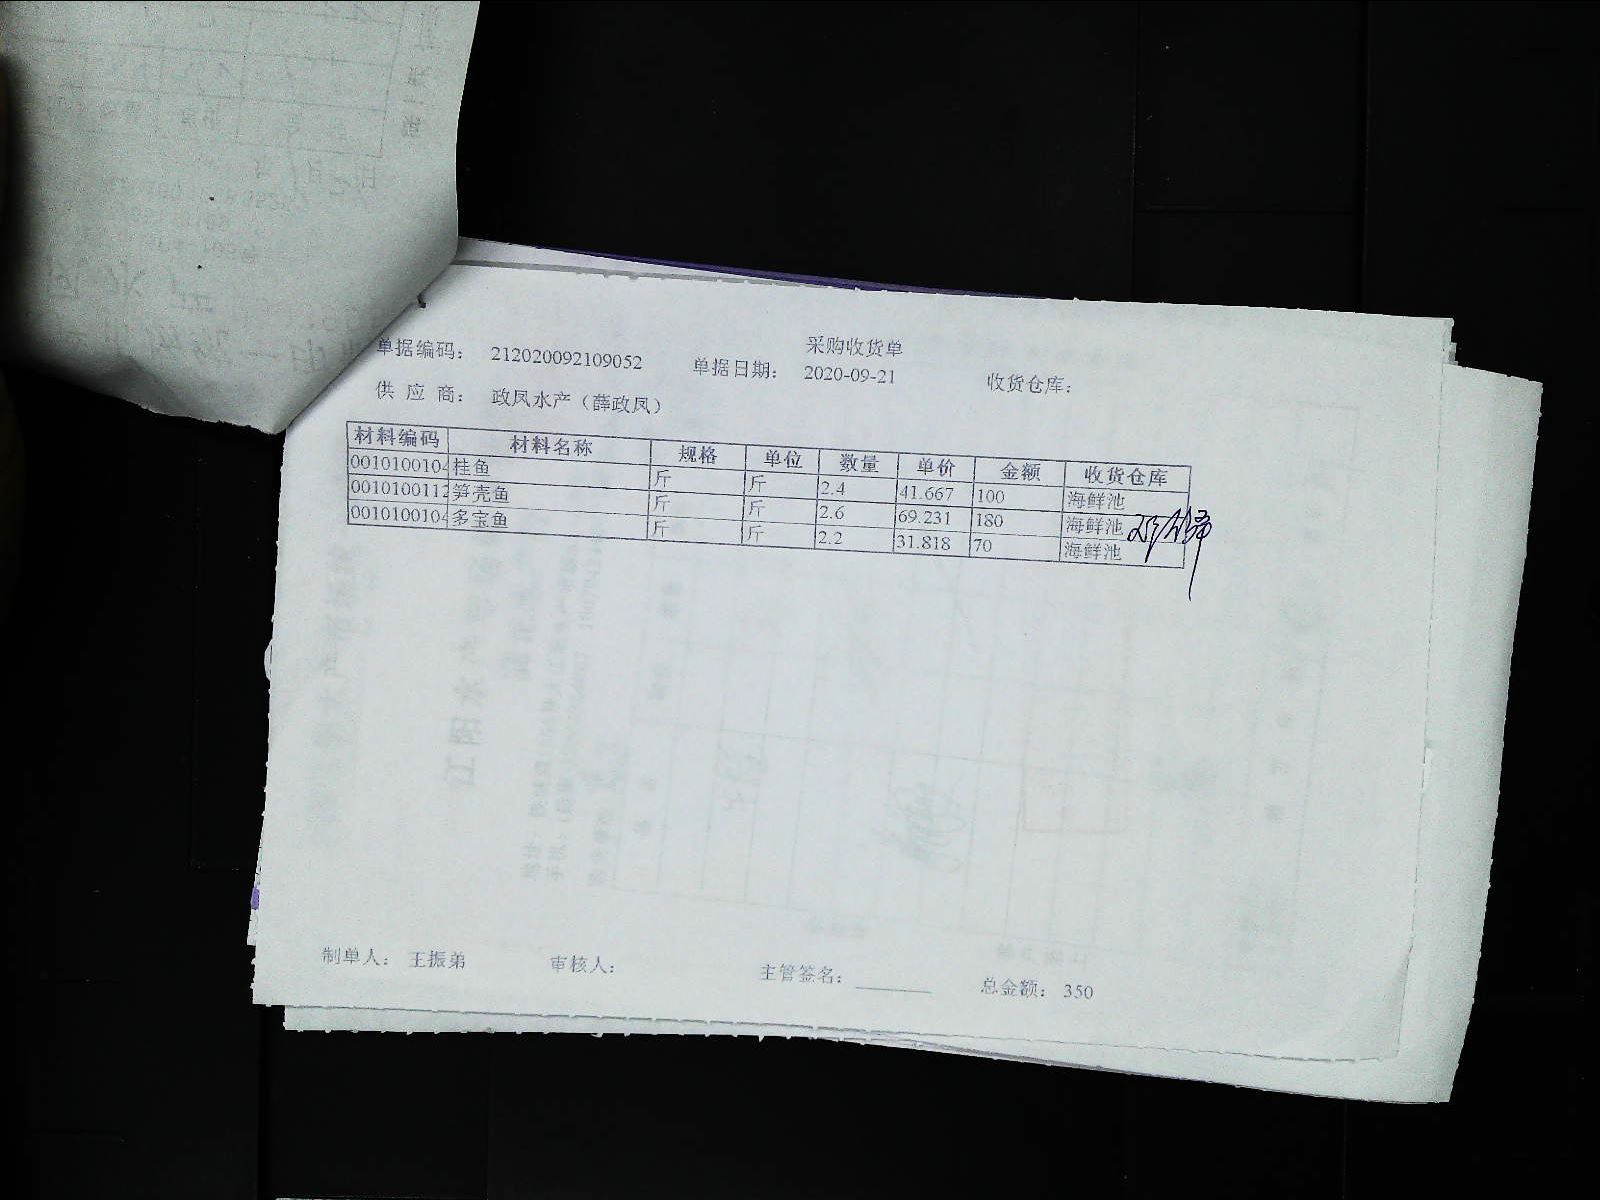 采购收货单
单据编码： 212020092109052 单据日期： 2020-09-21 收货仓库：
供 应 商： 政凤水产（薛政凤）
材料编码 材料名称 规格 单位 数量 单价 金额 收货仓库
0010100104 桂鱼 斤 斤 2.4 41.667 100 海鲜池
0010100112 笋壳鱼 斤 斤 2.6 69.231 180 海鲜池
0010100104 多宝鱼 斤 斤 2.2 31.818 70 海鲜池
制单人： 王振弟 审核人： 主管签名： 总金额： 350